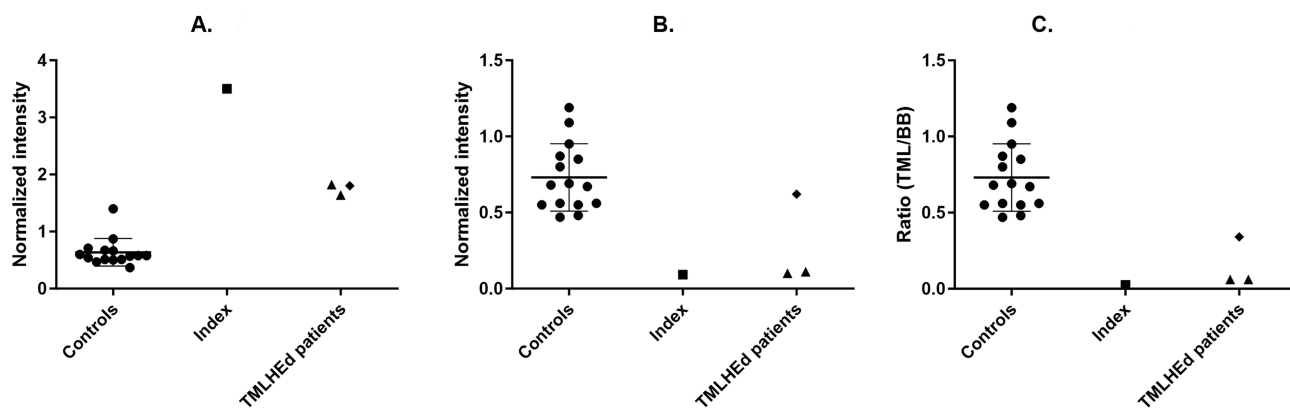 A.
Normalized intensity
4
3
2
1
0
Controls
Index
TMLHEd patients
B.
Normalized intensity
1.5
1.0
0.5
0.0
Controls
Index
TMLHEd patients
C.
Ratio (TML/BB)
1.5
1.0
0.5
0.0
Controls
Index
TMLHEd patients